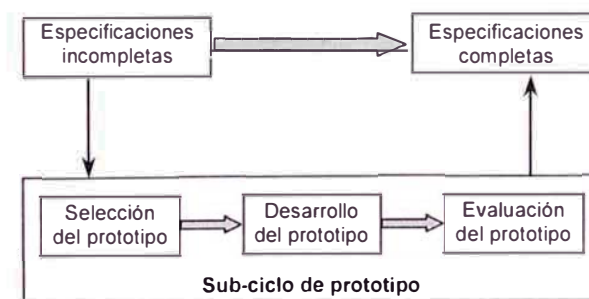 Especificaciones
incompletas
Especificaciones
completas
Selección
del prototipo
Desarrollo
del prototipo
Evaluación
del prototipo
Sub-ciclo de prototipo